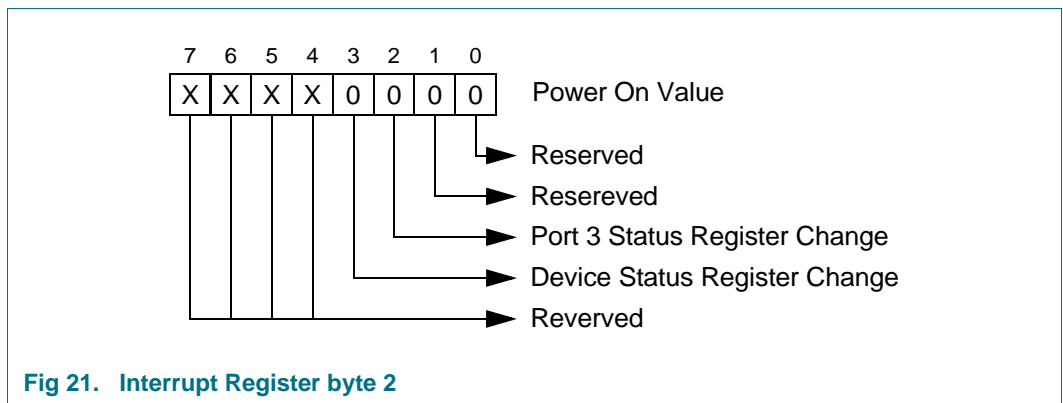 7 6 5 4 3 2 1 0
X X X X 0 0 0 0 Power On Value
Reserved
Resereved
Port 3 Status Register Change
Device Status Register Change
Reverved
Fig 21. Interrupt Register byte 2